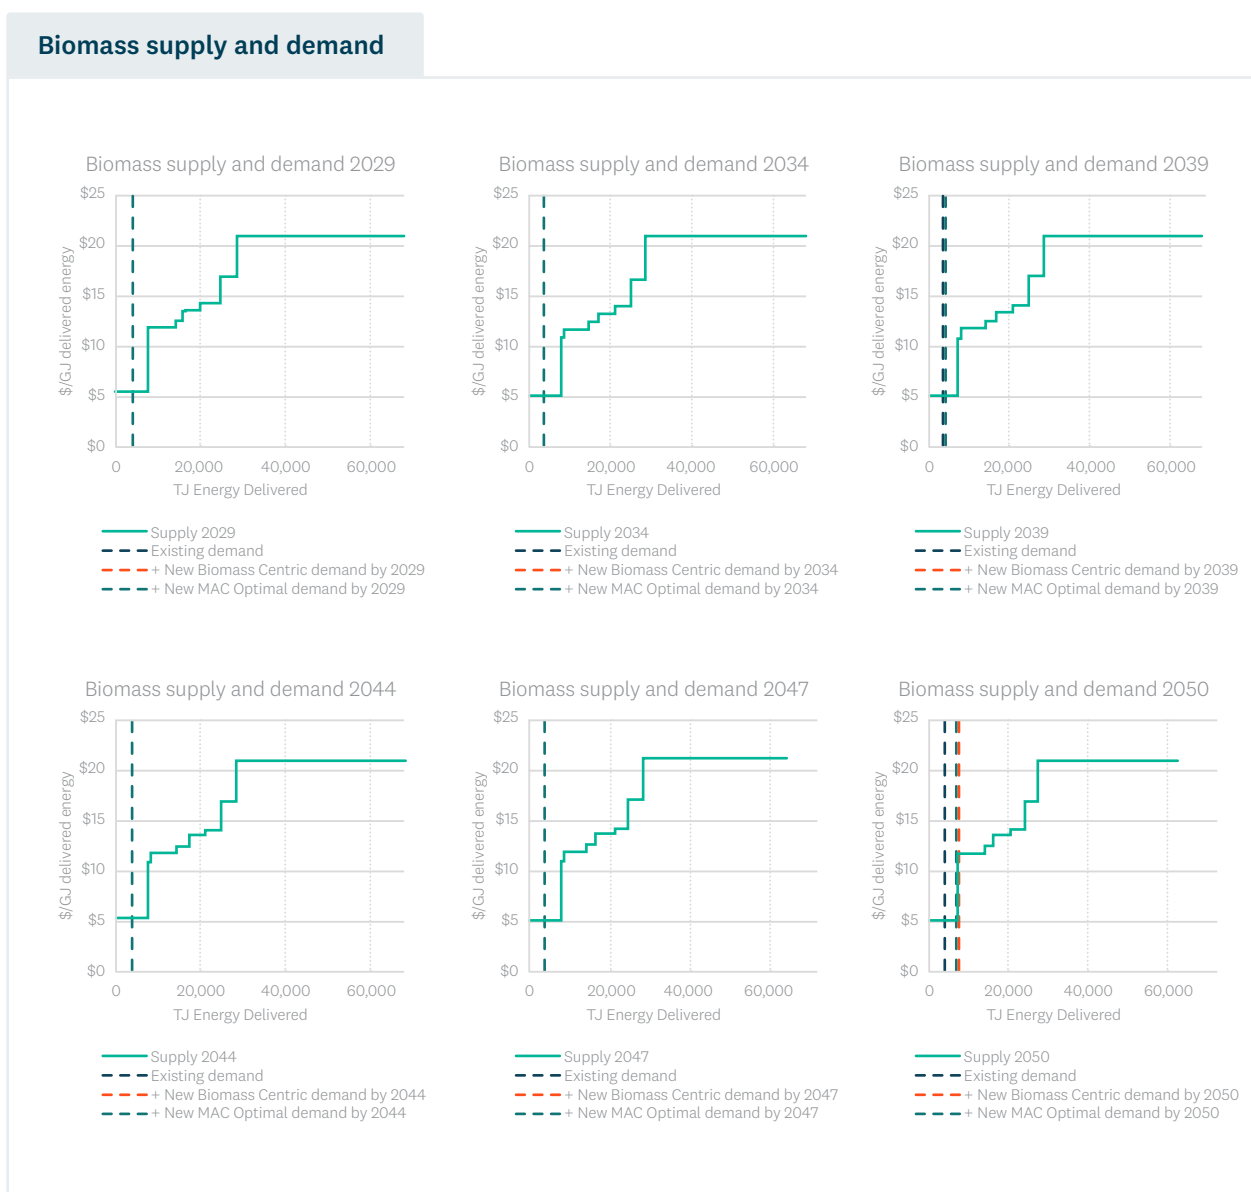 Biomass supply and demand
Biomass supply and demand 2029
$/GJ delivered energy
$25
$20
$15
$10
$5
$0
0 20,000 40,000 60,000
TJ Energy Delivered
Supply 2029
Existing demand
+ New Biomass Centric demand by 2029
+ New MAC Optimal demand by 2029
Biomass supply and demand 2034
$/GJ delivered energy
$25
$20
$15
$10
$5
$0
0 20,000 40,000 60,000
TJ Energy Delivered
Supply 2034
Existing demand
+ New Biomass Centric demand by 2034
+ New MAC Optimal demand by 2034
Biomass supply and demand 2039
$/GJ delivered energy
$25
$20
$15
$10
$5
$0
0 20,000 40,000 60,000
TJ Energy Delivered
Supply 2039
Existing demand
+ New Biomass Centric demand by 2039
+ New MAC Optimal demand by 2039
Biomass supply and demand 2044
$/GJ delivered energy
$25
$20
$15
$10
$5
$0
0 20,000 40,000 60,000
TJ Energy Delivered
Supply 2044
Existing demand
+ New Biomass Centric demand by 2044
+ New MAC Optimal demand by 2044
Biomass supply and demand 2047
$/GJ delivered energy
$25
$20
$15
$10
$5
$0
0 20,000 40,000 60,000
TJ Energy Delivered
Supply 2047
Existing demand
+ New Biomass Centric demand by 2047
+ New MAC Optimal demand by 2047
Biomass supply and demand 2050
$/GJ delivered energy
$25
$20
$15
$10
$5
$0
0 20,000 40,000 60,000
TJ Energy Delivered
Supply 2050
Existing demand
+ New Biomass Centric demand by 2050
+ New MAC Optimal demand by 2050